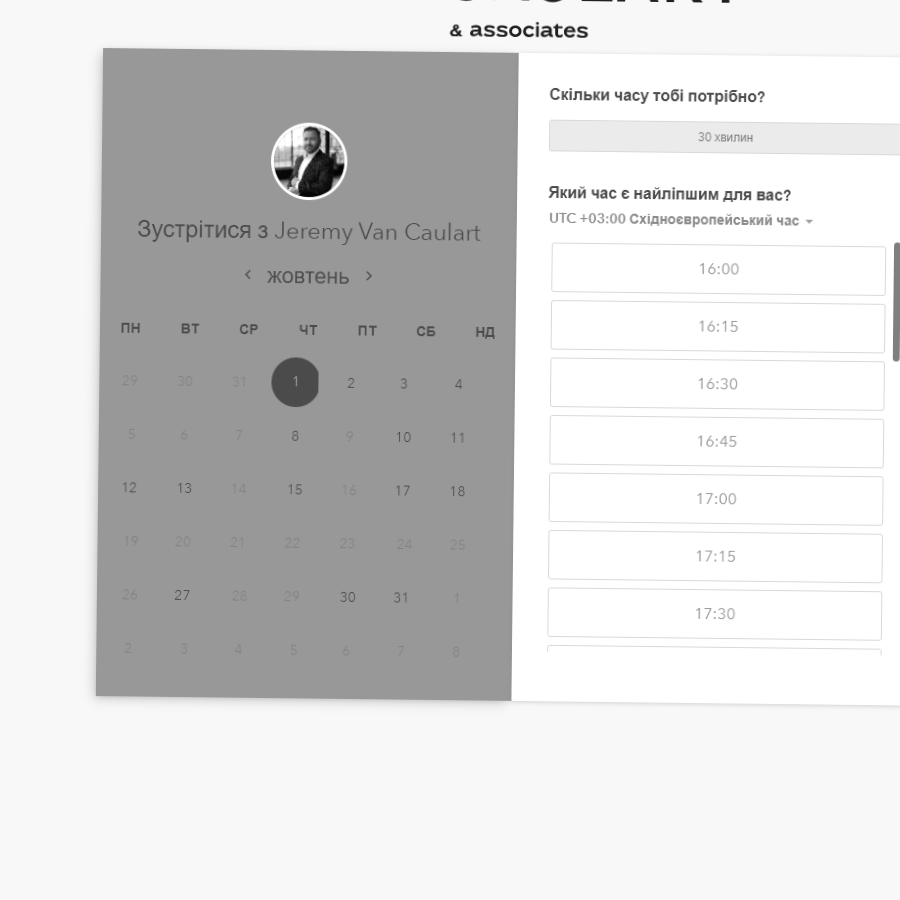 & associates
Зустрітися з Jeremy Van Caulart
жовтень
ПН ВТ СР ЧТ ПТ СБ НД
29 30 31 1 2 3 4
5 6 7 8 9 10 11
12 13 14 15 16 17 18
19 20 21 22 23 24 25
26 27 28 29 30 31 1
2 3 4 5 6 7 8
Скільки часу тобі потрібно?
30 хвилин
Який час є найліпшим для вас?
UTC +03:00 Східноєвропейський час
16:00
16:15
16:30
16:45
17:00
17:15
17:30